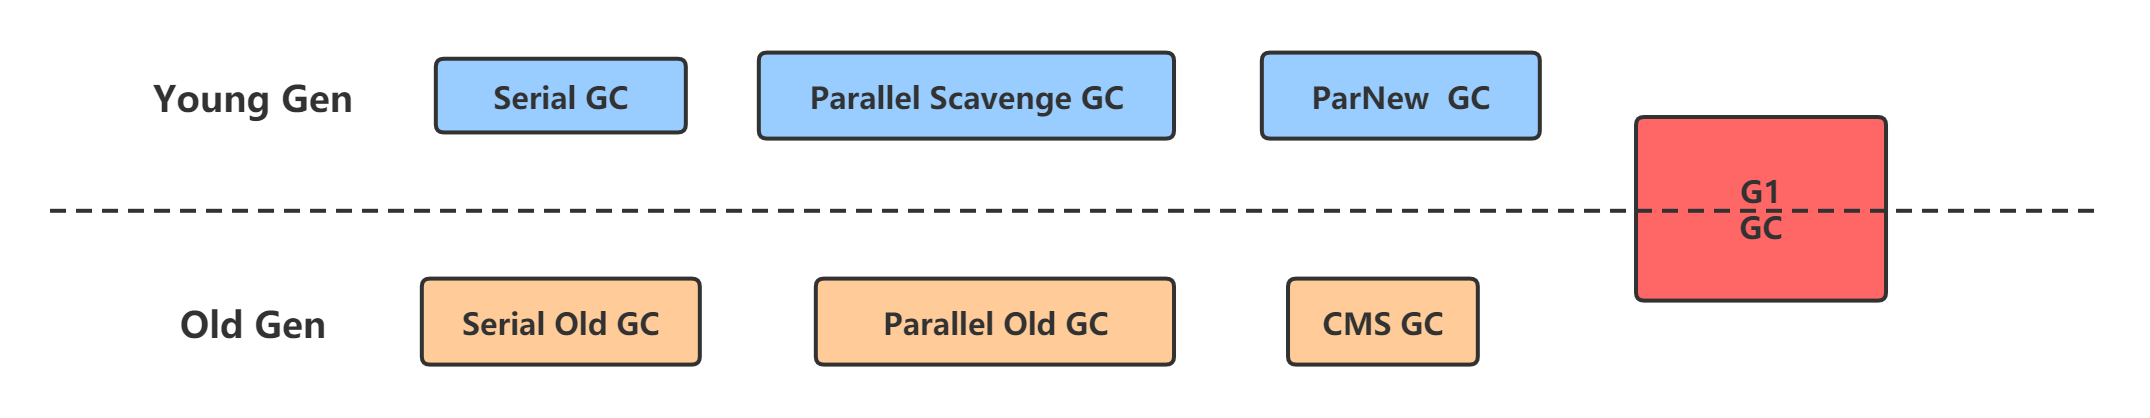 Young Gen
Serial GC
Parallel Scavenge GC
ParNew  GC
G1
GC
Old Gen
Serial Old GC
Parallel Old GC
CMS GC